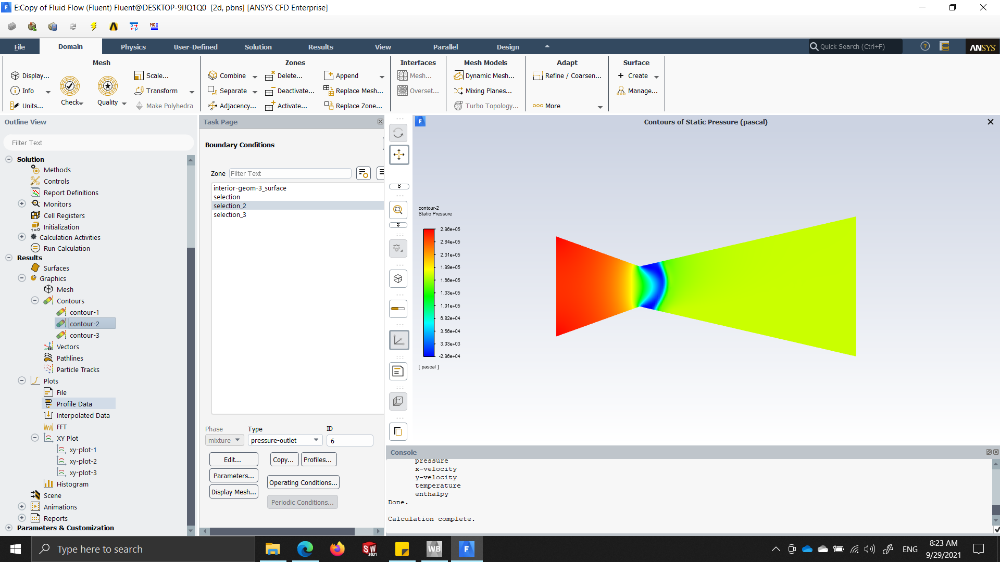 E:Copy of Fluid Flow (Fluent) Fluent@DESKTOP-9IJQ1Q0 [2d, pbns] [ANSYS CFD Enterprise]
File Domain Physics User-Defined Solution Results View Parallel Design Quick Search (Ctrl+F) ANSYS
Mesh
Display...
Info
Units...
Check
Quality
Scale...
Transform
Make Polyhedra
Zones
Combine
Separate
Adjacency...
Delete...
Deactivate...
Activate...
Append
Replace Mesh...
Replace Zone...
Interfaces
Mesh...
Overset...
Mesh Models
Dynamic Mesh...
Mixing Planes...
Turbo Topology...
Adapt
Refine / Coarsen...
More
Surface
Create
Manage...
Outline View
Filter Text
Solution
Methods
Controls
Report Definitions
Monitors
Cell Registers
t=0 Initialization
Calculation Activities
Run Calculation
Results
Surfaces
Graphics
Mesh
Contours
contour-1
contour-2
contour-3
Vectors
Pathlines
Particle Tracks
Plots
File
Profile Data
Interpolated Data
FFT
XY Plot
xy-plot-1
xy-plot-2
xy-plot-3
Histogram
Scene
Animations
Reports
Parameters & Customization
Task Page
Boundary Conditions
Zone Filter Text
interior-geom-3_surface
selection
selection_2
selection_3
Phase Type ID
mixture pressure-outlet 6
Edit... Copy... Profiles...
Parameters... Operating Conditions...
Display Mesh... Periodic Conditions...
Contours of Static Pressure (pascal)
contour-2
Static Pressure
2.96e+05
2.64e+05
2.31e+05
1.99e+05
1.66e+05
1.33e+05
1.01e+05
6.82e+04
3.56e+04
3.03e+03
-2.96e+04
[ pascal ]
Console
pressure
x-velocity
y-velocity
temperature
enthalpy
Done.
Calculation complete.
Type here to search
SW
2021
WB
F
ENG
8:23 AM
9/29/2021